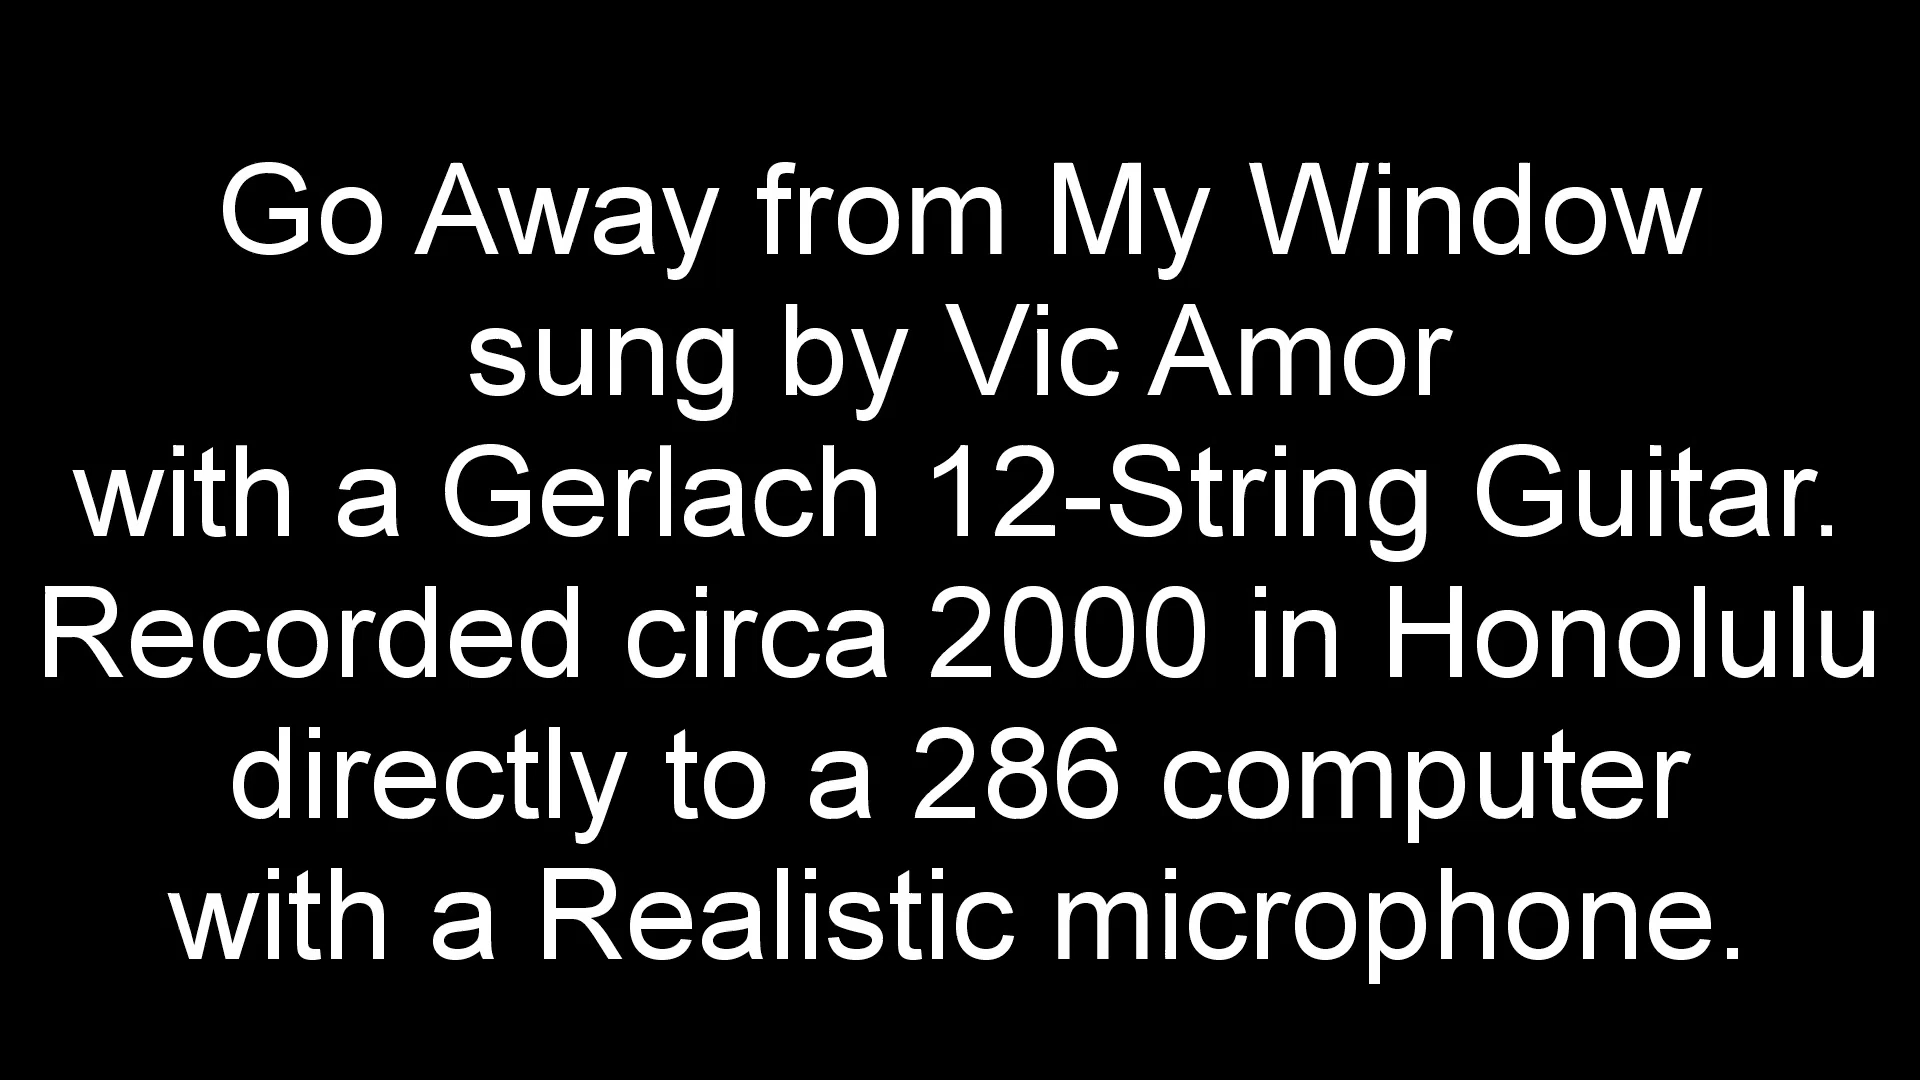 Go Away from My Window
sung by Vic Amor
with a Gerlach 12-String Guitar.
Recorded circa 2000 in Honolulu
directly to a 286 computer
with a Realistic microphone.